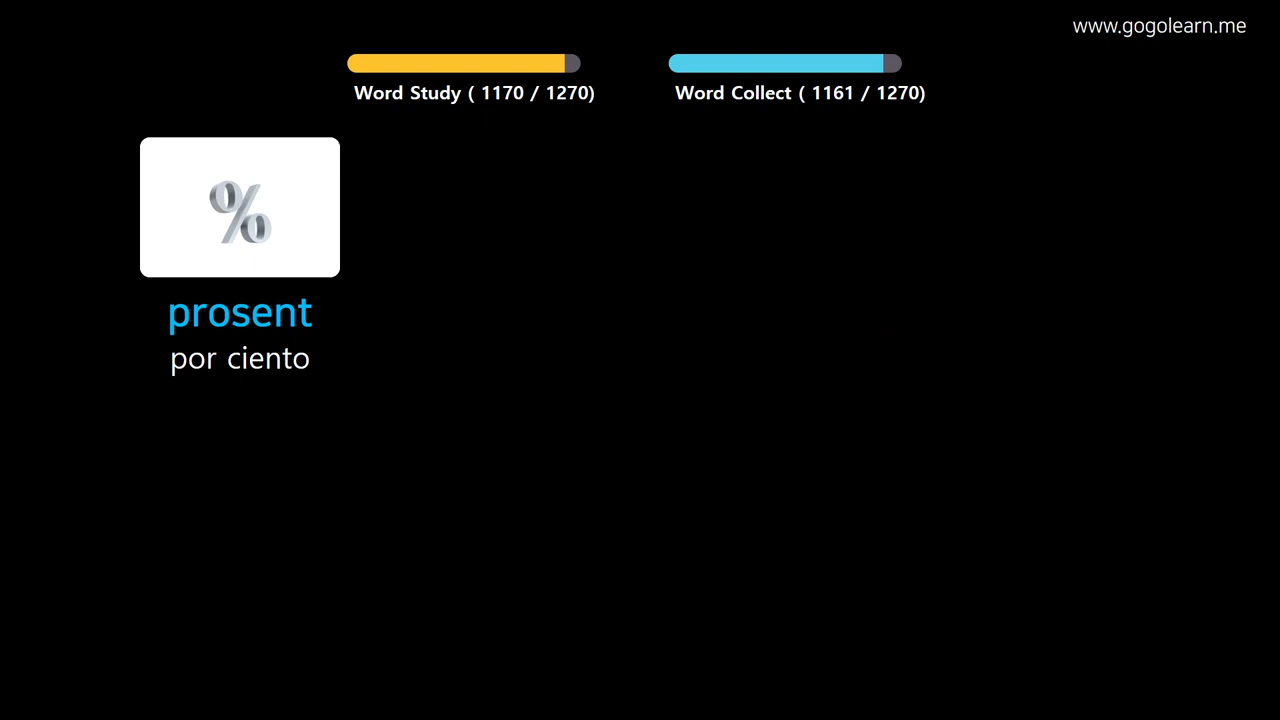 www.gogolearn.me
Word Study ( 1170 / 1270)
Word Collect ( 1161 / 1270)
%
prosent
por ciento